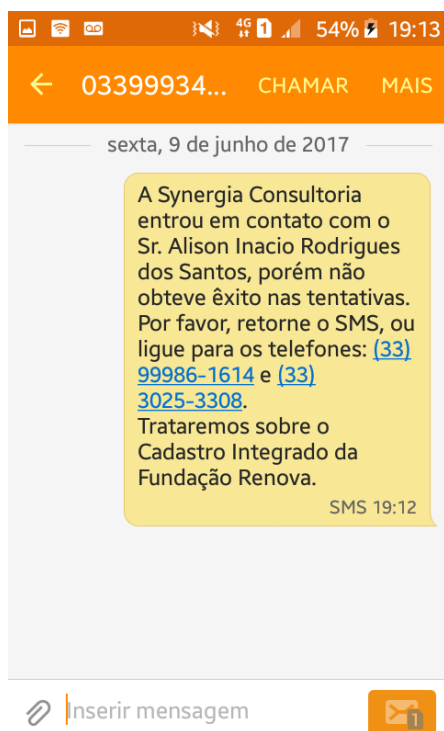 4G 1 54% 19:13
03399934... CHAMAR MAIS
sexta, 9 de junho de 2017
A Synergia Consultoria
entrou em contato com o
Sr. Alison Inacio Rodrigues
dos Santos, porém não
obteve êxito nas tentativas.
Por favor, retorne o SMS, ou
ligue para os telefones: (33)
99986-1614 e (33)
3025-3308.
Trataremos sobre o
Cadastro Integrado da
Fundação Renova.
SMS 19:12
Inserir mensagem
1